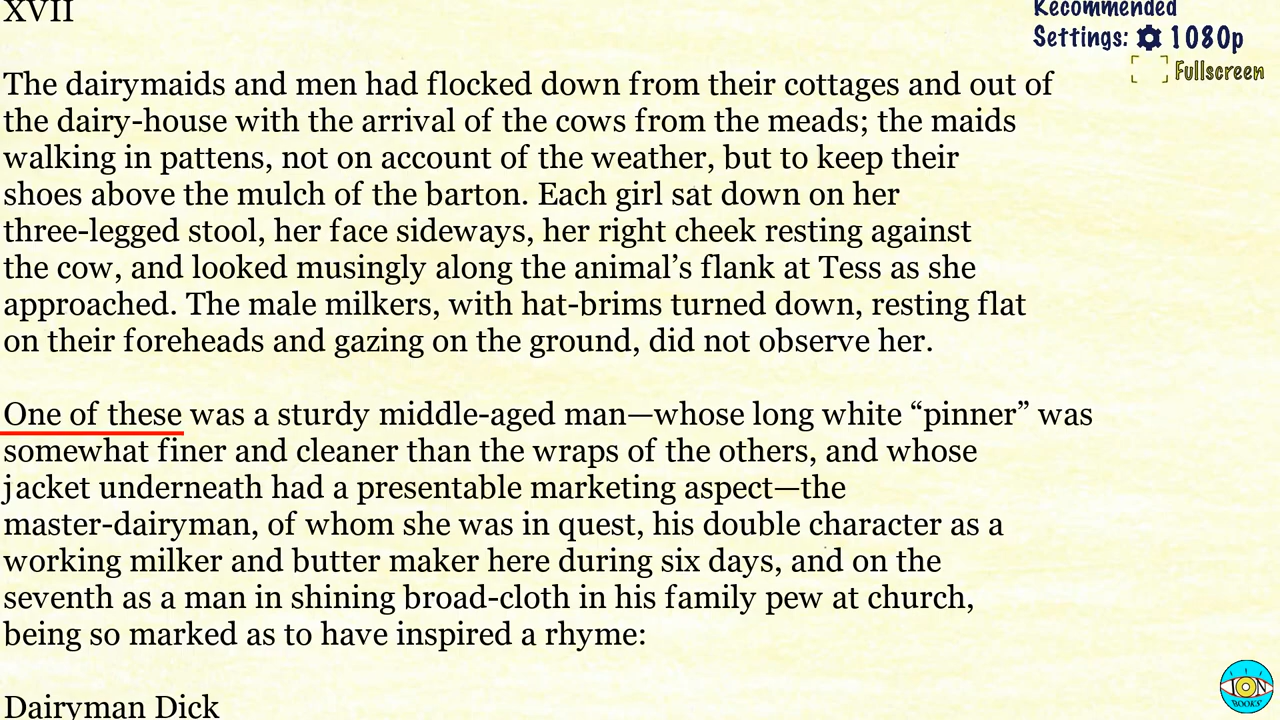 XVII
Recommended
Settings: 1080p
Fullscreen
The dairymaids and men had flocked down from their cottages and out of
the dairy-house with the arrival of the cows from the meads; the maids
walking in pattens, not on account of the weather, but to keep their
shoes above the mulch of the barton. Each girl sat down on her
three-legged stool, her face sideways, her right cheek resting against
the cow, and looked musingly along the animal’s flank at Tess as she
approached. The male milkers, with hat-brims turned down, resting flat
on their foreheads and gazing on the ground, did not observe her.
One of these was a sturdy middle-aged man—whose long white “pinner” was
somewhat finer and cleaner than the wraps of the others, and whose
jacket underneath had a presentable marketing aspect—the
master-dairyman, of whom she was in quest, his double character as a
working milker and butter maker here during six days, and on the
seventh as a man in shining broad-cloth in his family pew at church,
being so marked as to have inspired a rhyme:
Dairyman Dick
ION
BOOKS